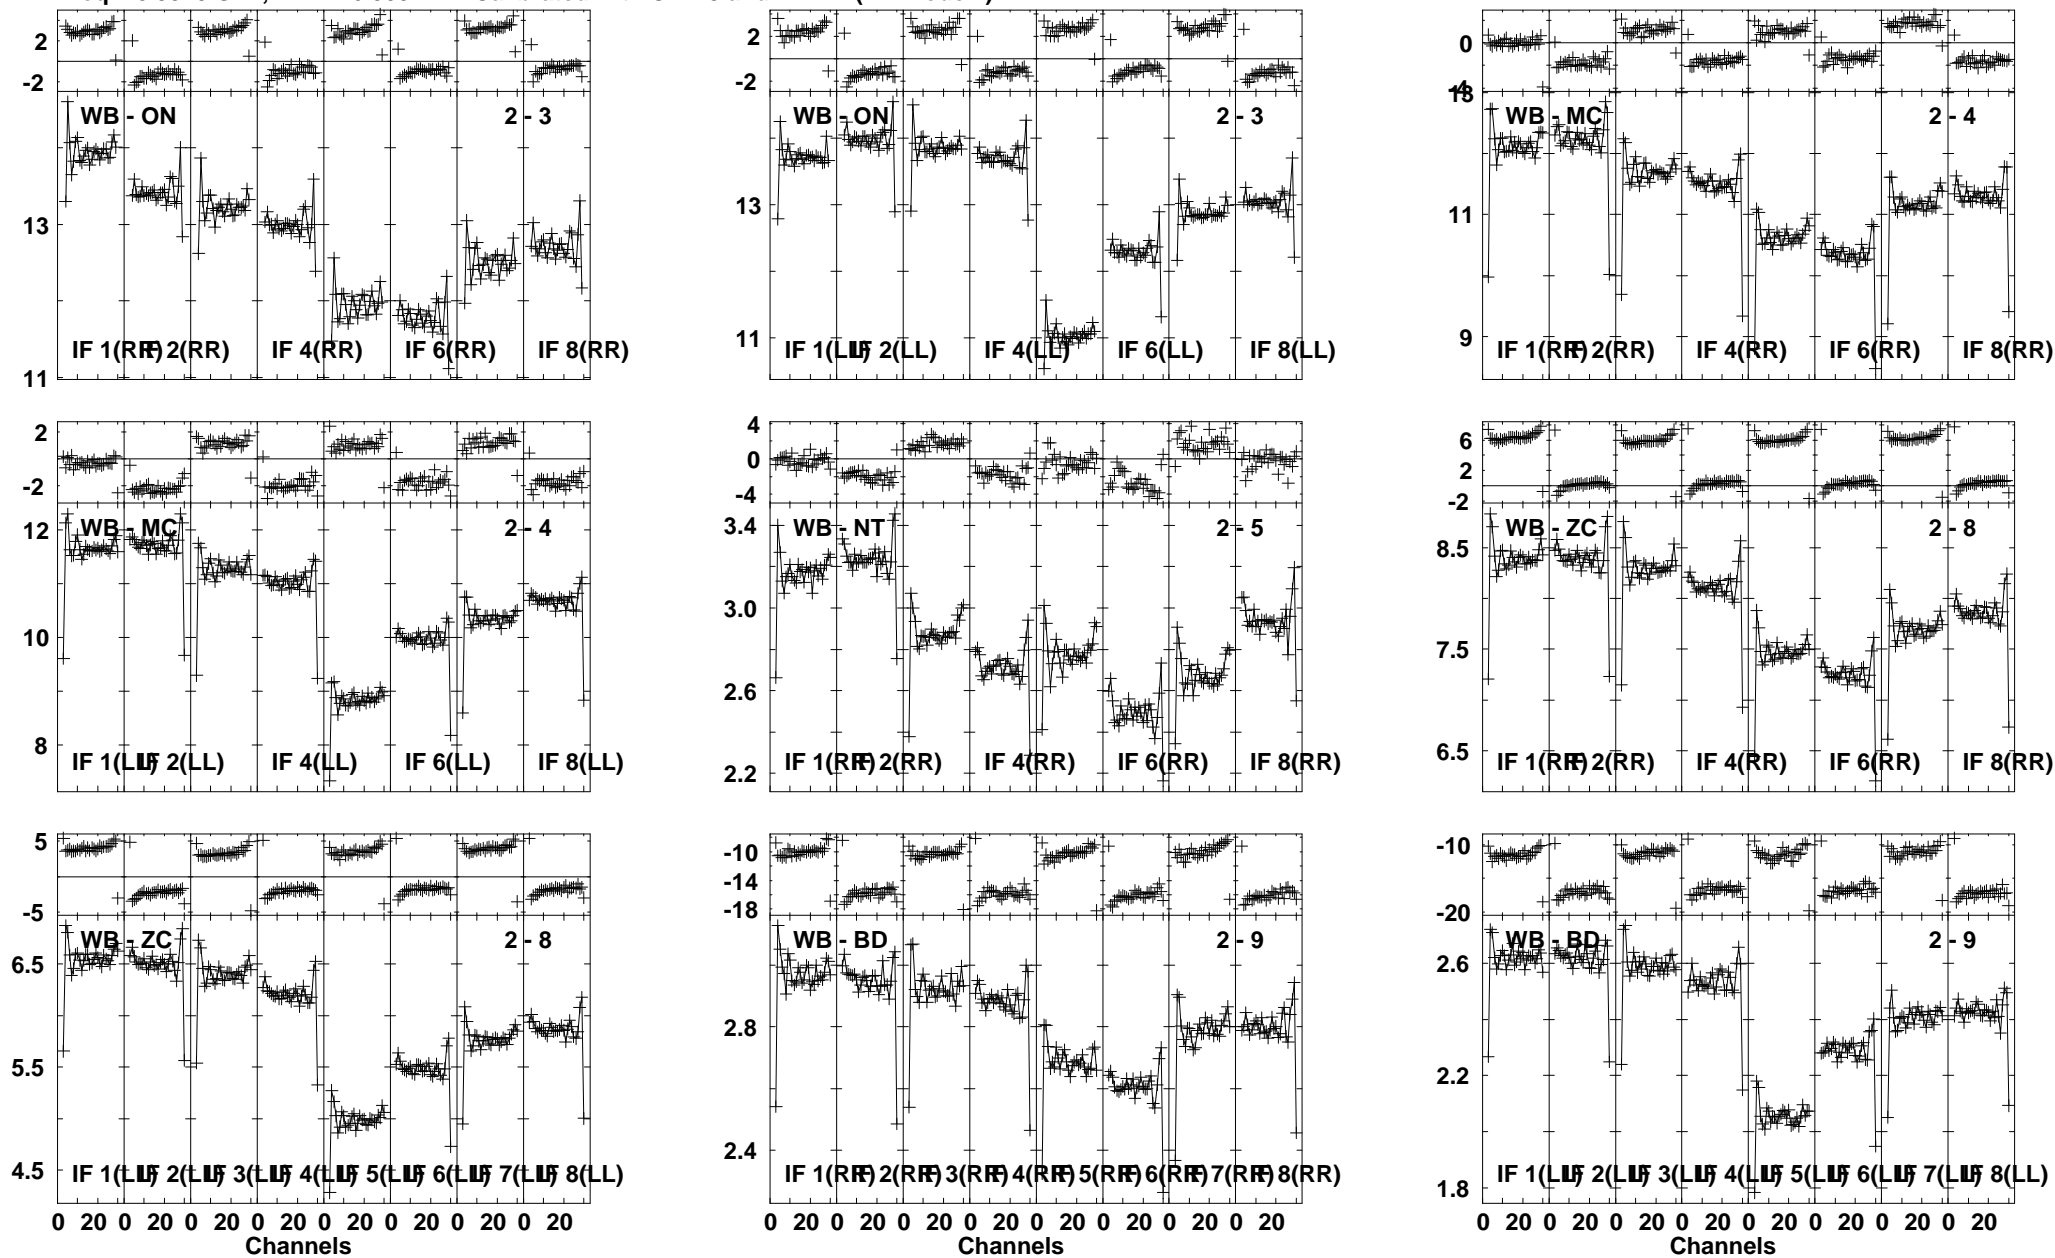 2
-2
WB - ON 2 - 3
13
IF 1(RR) IF 2(RR) IF 4(RR) IF 6(RR) IF 8(RR)
11
2
-2
WB - ON 2 - 3
13
11
IF 1(LL) IF 2(LL) IF 4(LL) IF 6(LL) IF 8(LL)
0
-4
13
WB - MC 2 - 4
11
9
IF 1(RR) IF 2(RR) IF 4(RR) IF 6(RR) IF 8(RR)
2
-2
12
WB - MC 2 - 4
10
8
IF 1(LL) IF 2(LL) IF 4(LL) IF 6(LL) IF 8(LL)
4
0
-4
3.4
WB - NT 2 - 5
3.0
2.6
2.2
IF 1(RR) IF 2(RR) IF 4(RR) IF 6(RR) IF 8(RR)
6
2
-2
WB - ZC 2 - 8
8.5
7.5
6.5
IF 1(RR) IF 2(RR) IF 4(RR) IF 6(RR) IF 8(RR)
5
-5
WB - ZC 2 - 8
6.5
5.5
4.5
IF 1(LL) IF 2(LL) IF 3(LL) IF 4(LL) IF 5(LL) IF 6(LL) IF 7(LL) IF 8(LL)
0 20 0 20 0 20 0 20 0 20 0 20 0 20 0 20
Channels
-10
-14
-18
WB - BD 2 - 9
2.8
2.4
IF 1(RR) IF 2(RR) IF 3(RR) IF 4(RR) IF 5(RR) IF 6(RR) IF 7(RR) IF 8(RR)
0 20 0 20 0 20 0 20 0 20 0 20 0 20 0 20
Channels
-10
-20
WB - BD 2 - 9
2.6
2.2
1.8
IF 1(LL) IF 2(LL) IF 3(LL) IF 4(LL) IF 5(LL) IF 6(LL) IF 7(LL) IF 8(LL)
0 20 0 20 0 20 0 20 0 20 0 20 0 20 0 20
Channels